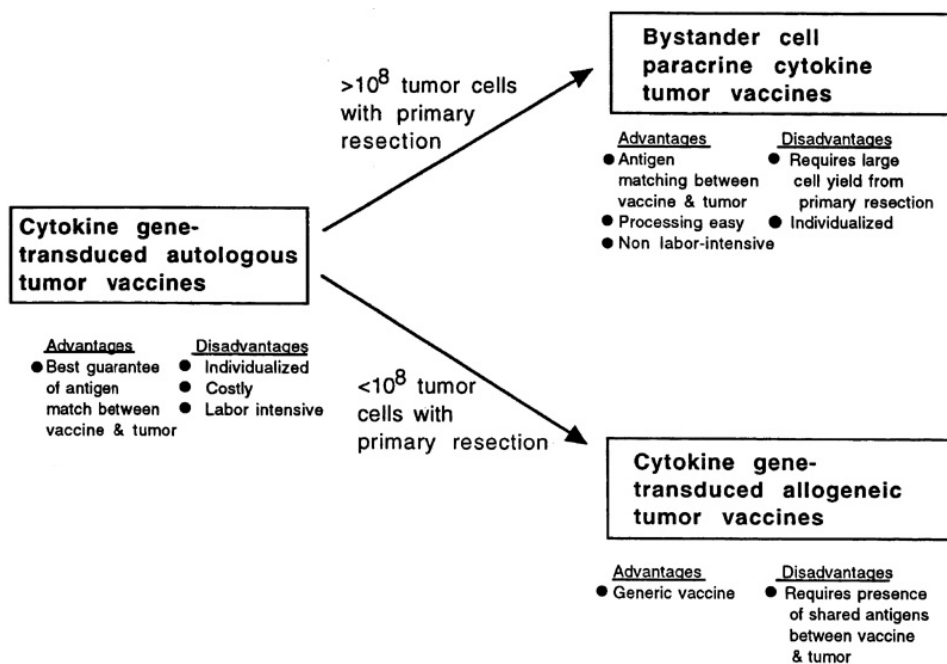 Cytokine gene-
transduced autologous
tumor vaccines
Advantages
● Best guarantee
of antigen
match between
vaccine & tumor
Disadvantages
● Individualized
● Costly
● Labor intensive
>10⁸ tumor cells
with primary
resection
Bystander cell
paracrine cytokine
tumor vaccines
Advantages
● Antigen
matching between
vaccine & tumor
● Processing easy
● Non labor-intensive
Disadvantages
● Requires large
cell yield from
primary resection
● Individualized
<10⁸ tumor
cells with
primary resection
Cytokine gene-
transduced allogeneic
tumor vaccines
Advantages
● Generic vaccine
Disadvantages
● Requires presence
of shared antigens
between vaccine
& tumor